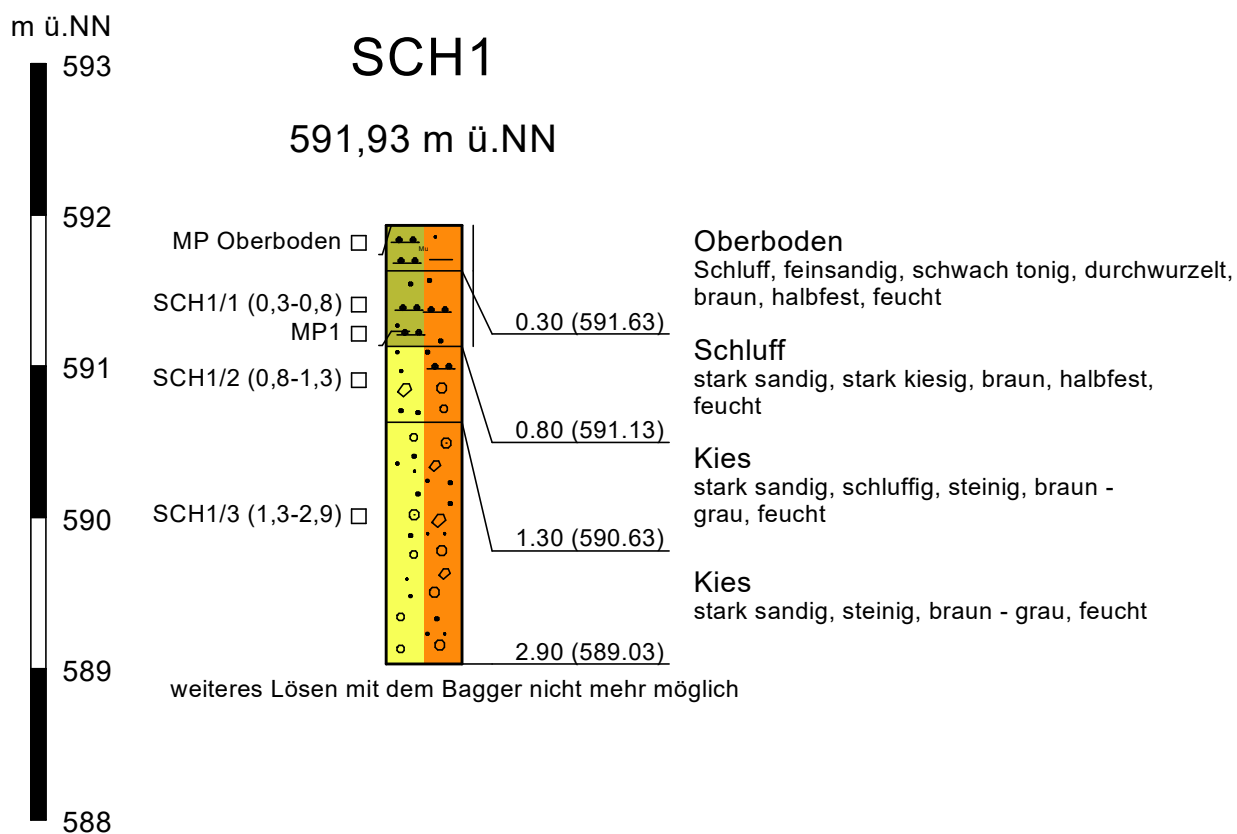 m ü.NN
593
SCH1
591,93 m ü.NN
592
MP Oberboden
Mu
Oberboden
Schluff, feinsandig, schwach tonig, durchwurzelt,
braun, halbfest, feucht
SCH1/1 (0,3-0,8)
0.30 (591.63)
MP1
591
Schluff
stark sandig, stark kiesig, braun, halbfest,
feucht
SCH1/2 (0,8-1,3)
0.80 (591.13)
Kies
stark sandig, schluffig, steinig, braun -
grau, feucht
590
SCH1/3 (1,3-2,9)
1.30 (590.63)
Kies
stark sandig, steinig, braun - grau, feucht
2.90 (589.03)
589
weiteres Lösen mit dem Bagger nicht mehr möglich
588